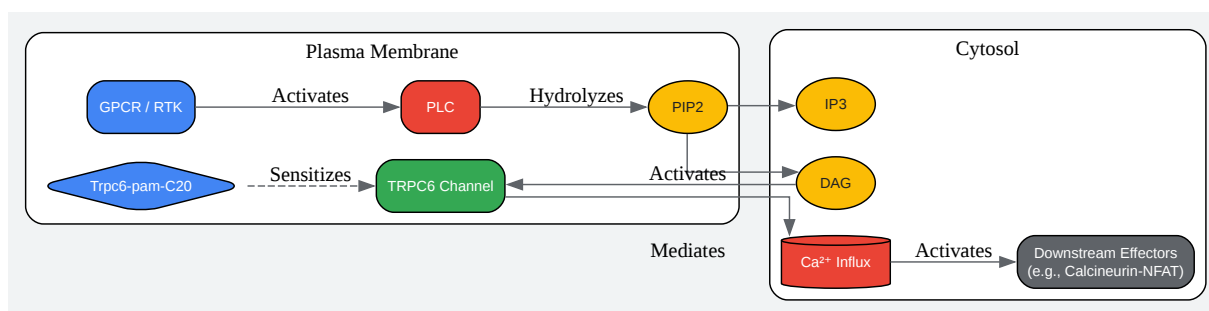 Plasma Membrane
Cytosol
GPCR / RTK
Activates
PLC
Hydrolyzes
PIP2
IP3
Trpc6-pam-C20
Sensitizes
TRPC6 Channel
Activates
DAG
Mediates
Ca²⁺ Influx
Activates
Downstream Effectors
(e.g., Calcineurin-NFAT)